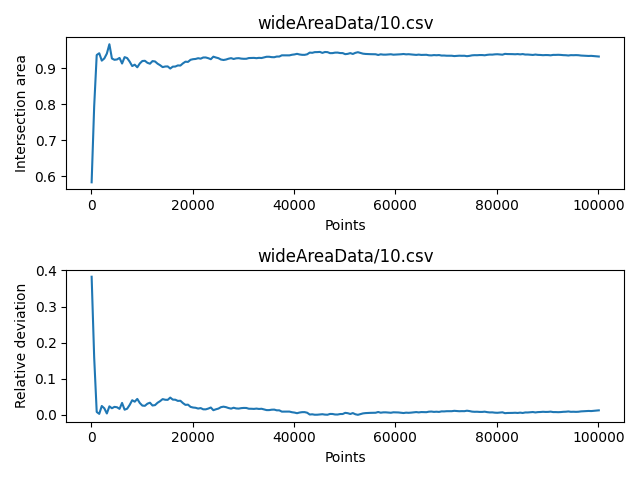 wideAreaData/10.csv
Intersection area
0.9
0.8
0.7
0.6
0 20000 40000 60000 80000 100000
Points
wideAreaData/10.csv
Relative deviation
0.4
0.3
0.2
0.1
0.0
0 20000 40000 60000 80000 100000
Points